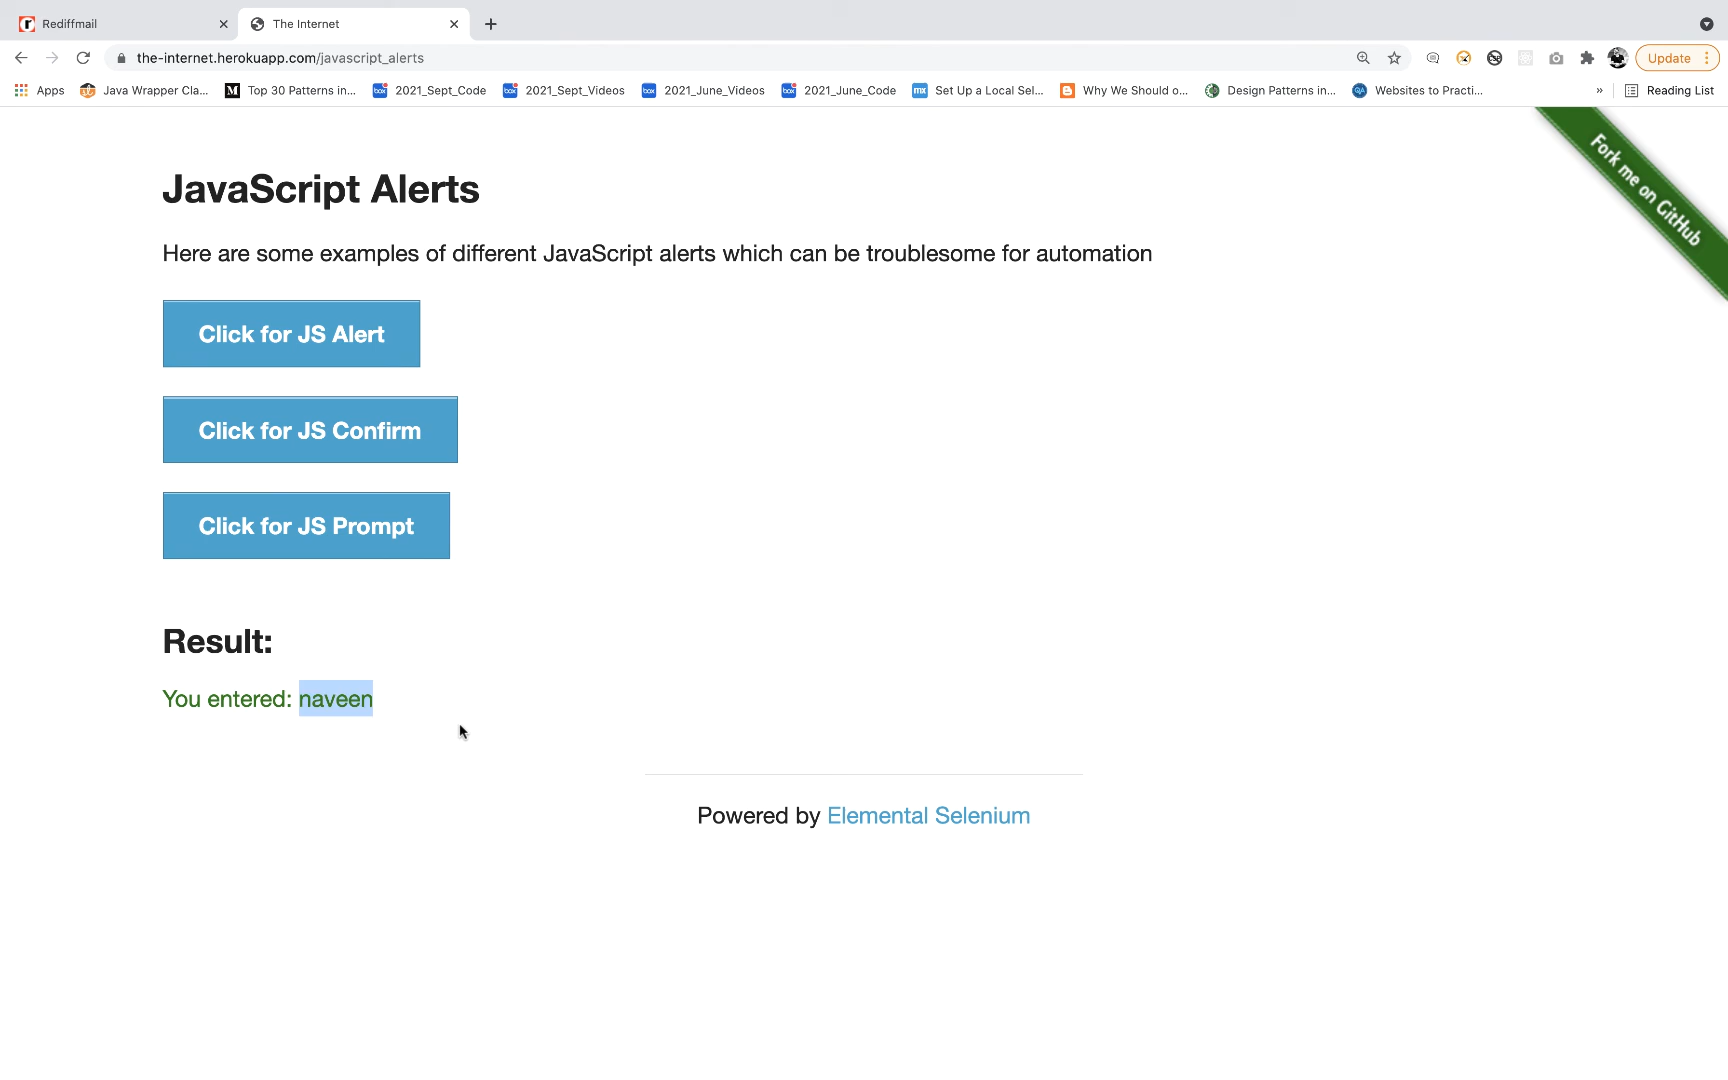 Rediffmail
The Internet
the-internet.herokuapp.com/javascript_alerts
Update
Apps
Java Wrapper Cla...
Top 30 Patterns in...
2021_Sept_Code
2021_Sept_Videos
2021_June_Videos
2021_June_Code
Set Up a Local Sel...
Why We Should o...
Design Patterns in...
Websites to Practi...
Reading List
Fork me on GitHub
JavaScript Alerts
Here are some examples of different JavaScript alerts which can be troublesome for automation
Click for JS Alert
Click for JS Confirm
Click for JS Prompt
Result:
You entered: naveen
Powered by Elemental Selenium